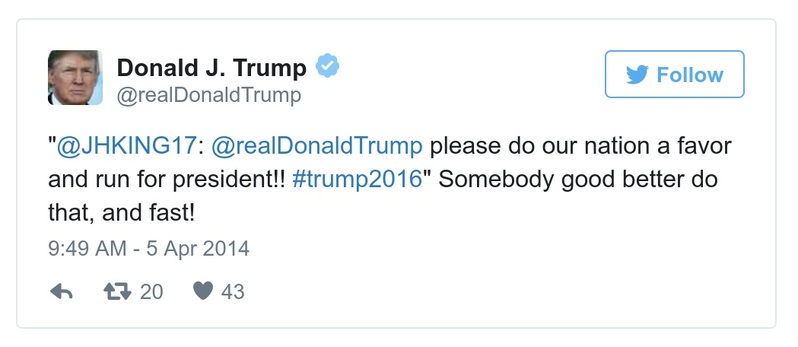 Donald J. Trump
@realDonaldTrump
Follow
"@JHKING17: @realDonaldTrump please do our nation a favor
and run for president!! #trump2016" Somebody good better do
that, and fast!
9:49 AM - 5 Apr 2014
20 43